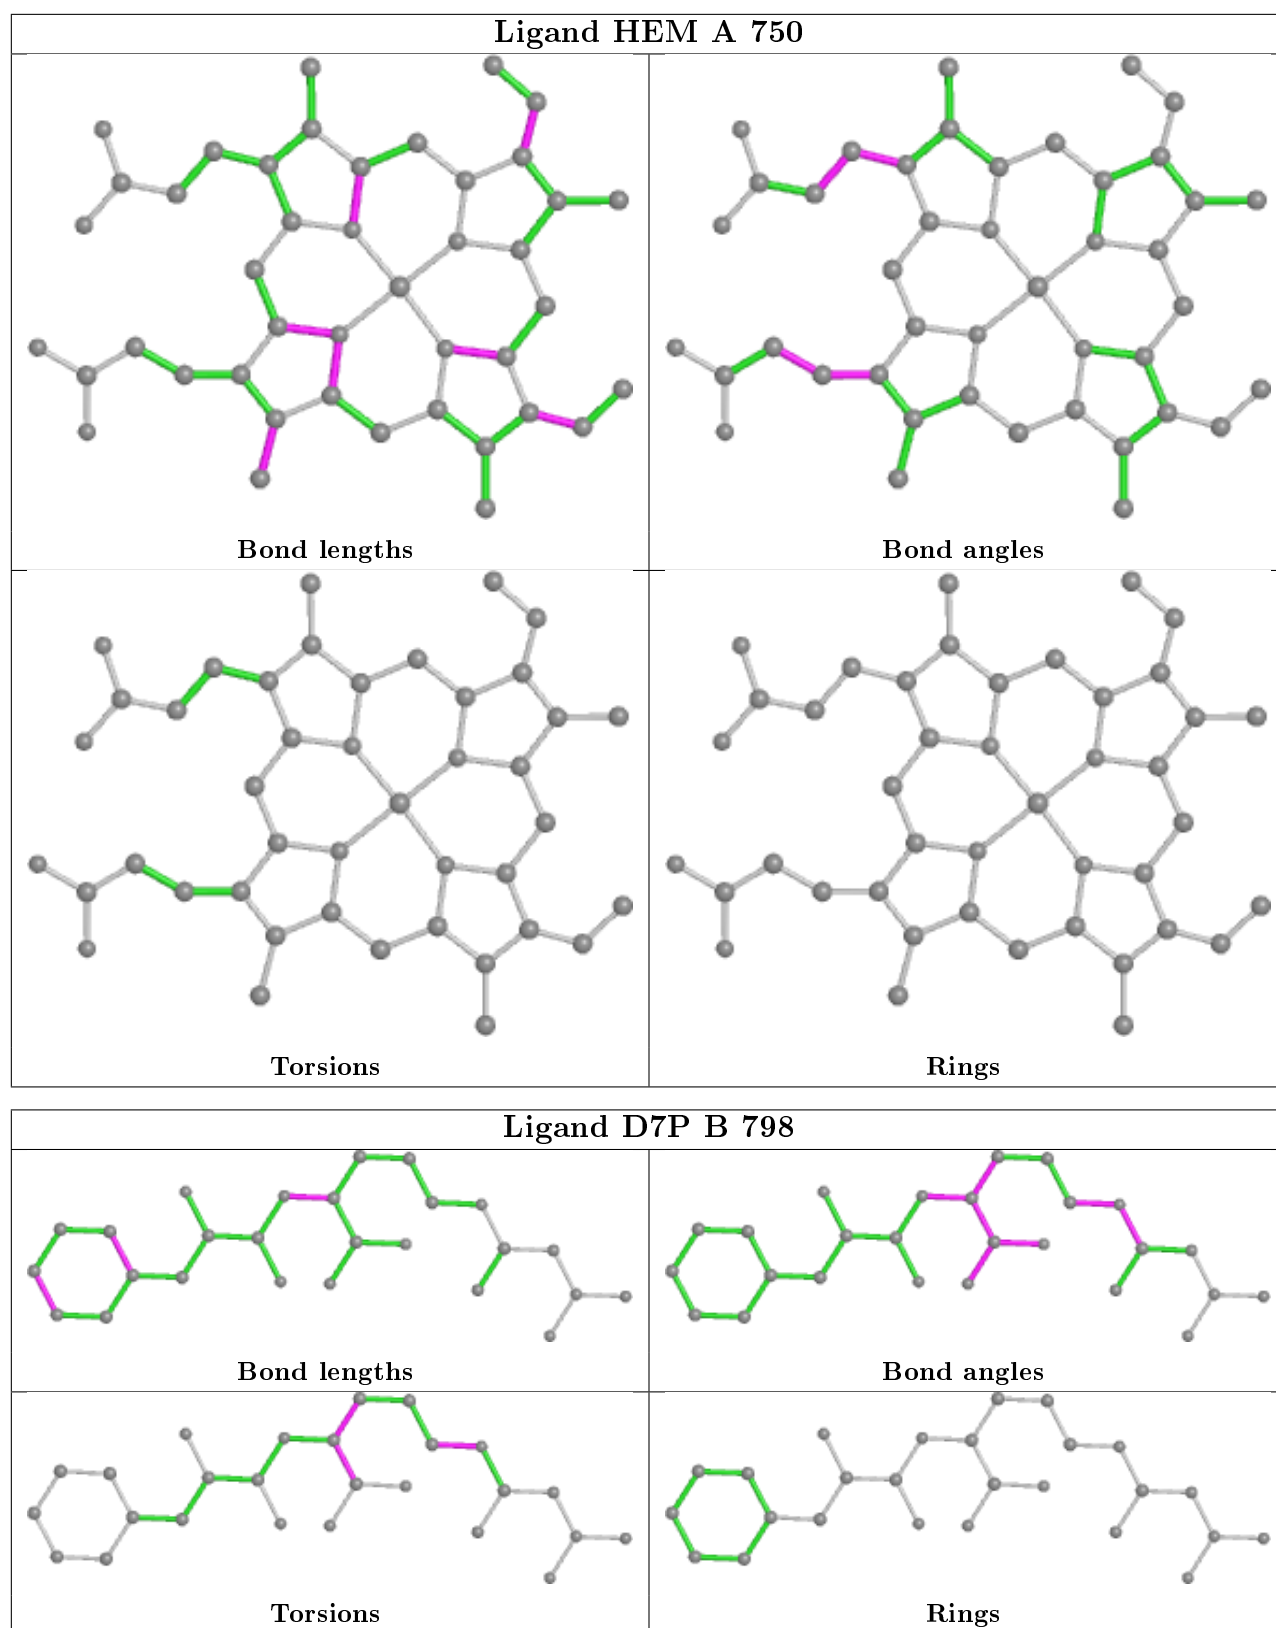 Ligand HEM A 750
Bond lengths
Bond angles
Torsions
Rings
Ligand D7P B 798
Bond lengths
Bond angles
Torsions
Rings